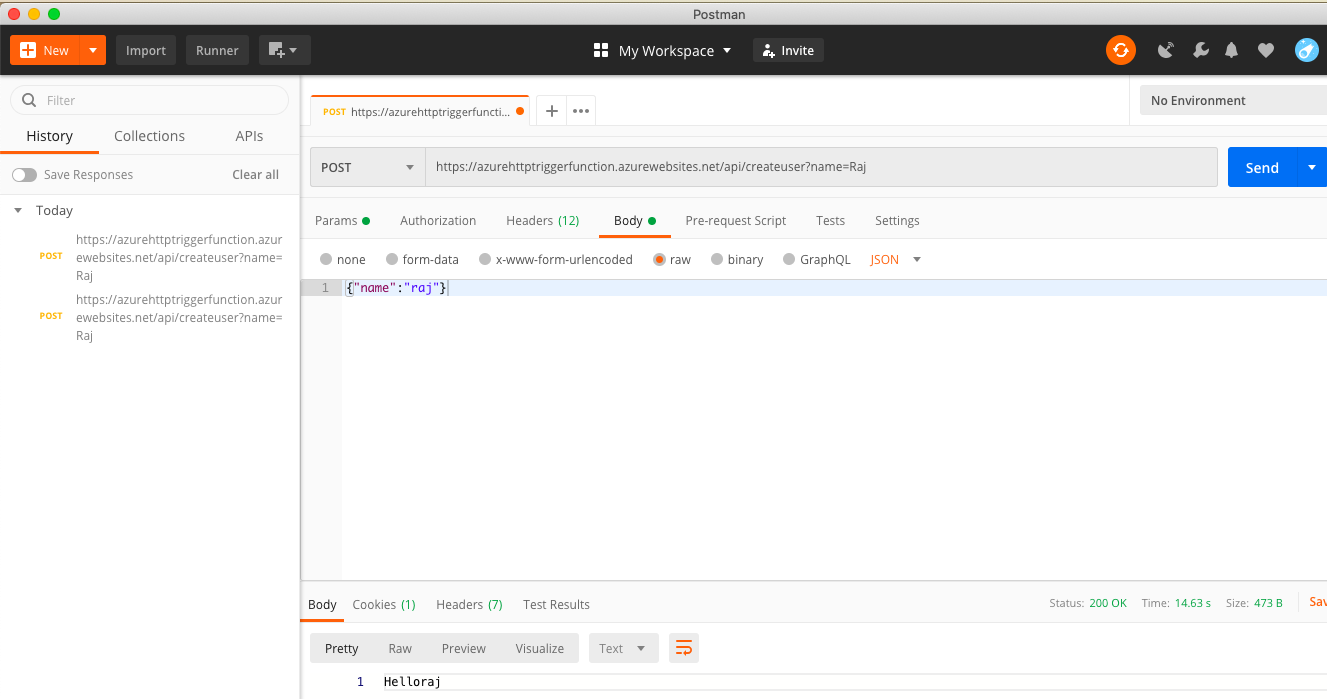 Postman
New
Import
Runner
My Workspace
Invite
Filter
History Collections APIs
Save Responses Clear all
Today
POST
https://azurehttptriggerfunction.azur
ewebsites.net/api/createuser?name=
Raj
POST
https://azurehttptriggerfunction.azur
ewebsites.net/api/createuser?name=
Raj
POST https://azurehttptriggerfuncti...
No Environment
POST
https://azurehttptriggerfunction.azurewebsites.net/api/createuser?name=Raj
Send
Params Authorization Headers (12) Body Pre-request Script Tests Settings
none form-data x-www-form-urlencoded raw binary GraphQL JSON
1 {"name":"raj"}
Body Cookies (1) Headers (7) Test Results
Status: 200 OK Time: 14.63 s Size: 473 B Sav
Pretty Raw Preview Visualize Text
1 Helloraj